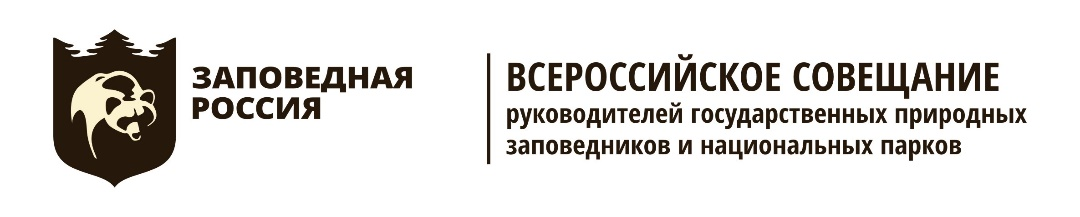 ЗАПОВЕДНАЯ
РОССИЯ
ВСЕРОССИЙСКОЕ СОВЕЩАНИЕ
руководителей государственных природных
заповедников и национальных парков